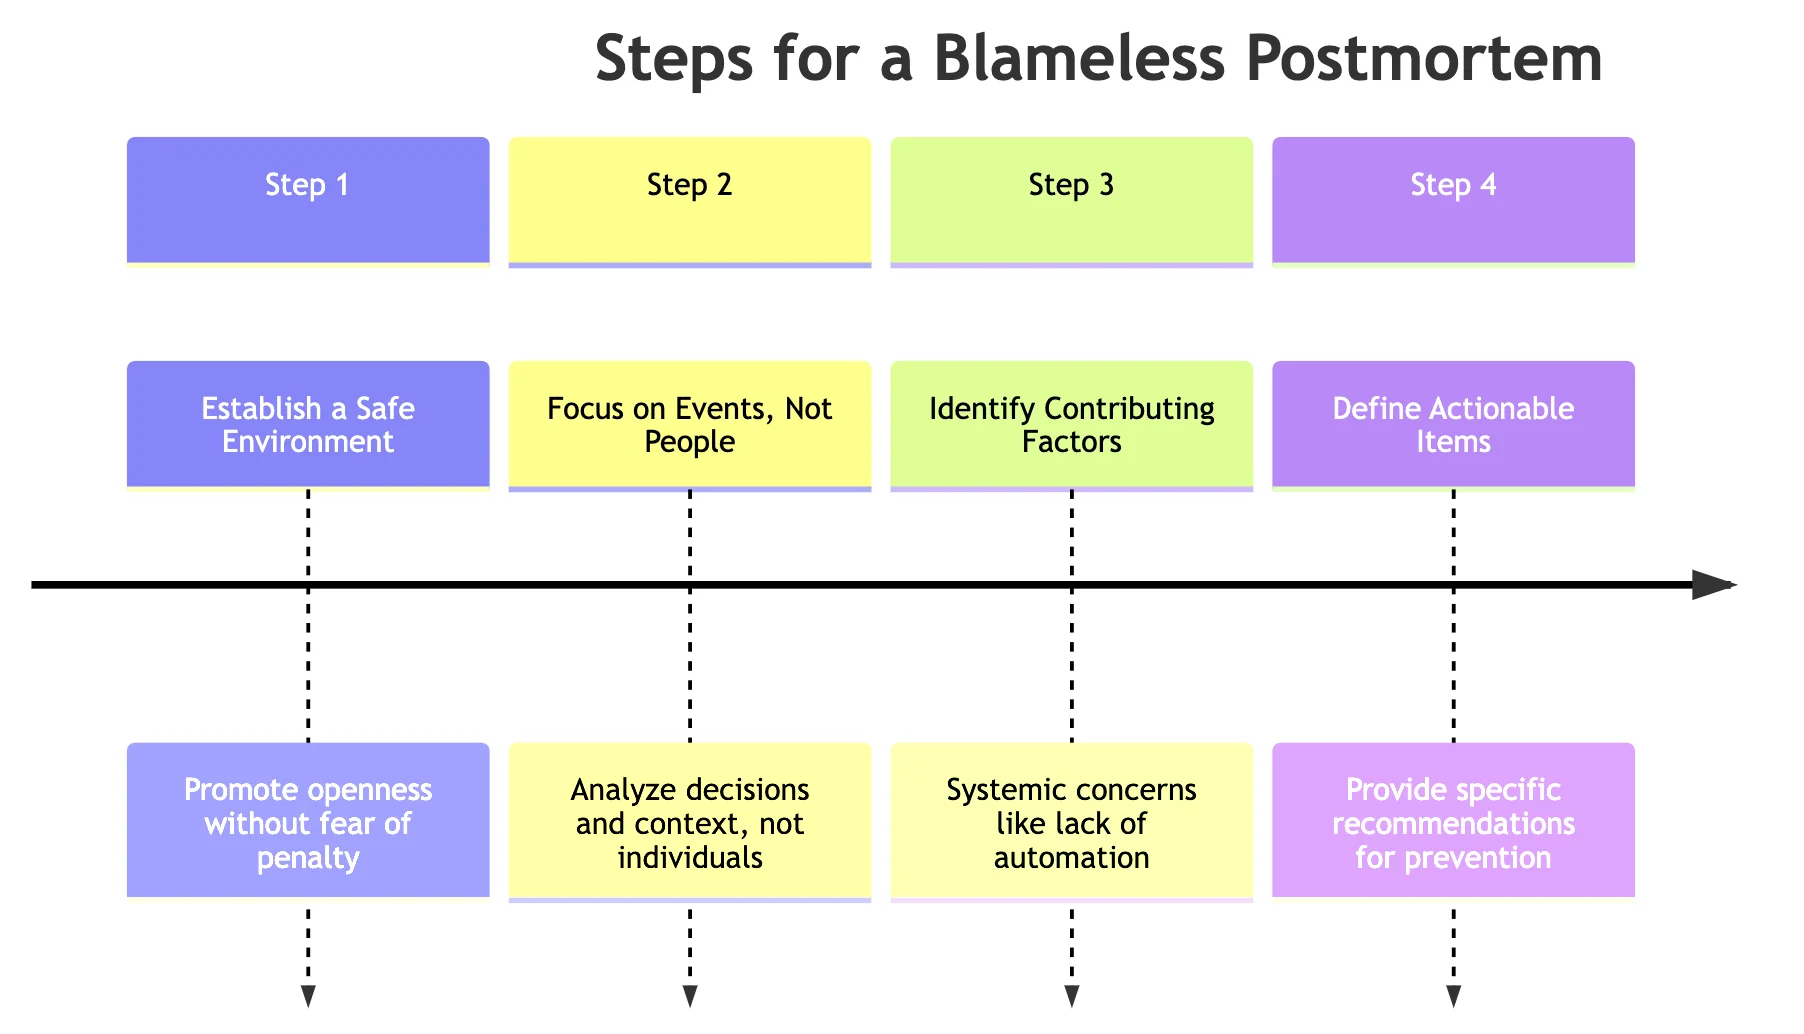 Steps for a Blameless Postmortem
Step 1
Step 2
Step 3
Step 4
Establish a Safe
Environment
Focus on Events, Not
People
Identify Contributing
Factors
Define Actionable
Items
Promote openness
without fear of
penalty
Analyze decisions
and context, not
individuals
Systemic concerns
like lack of
automation
Provide specific
recommendations
for prevention